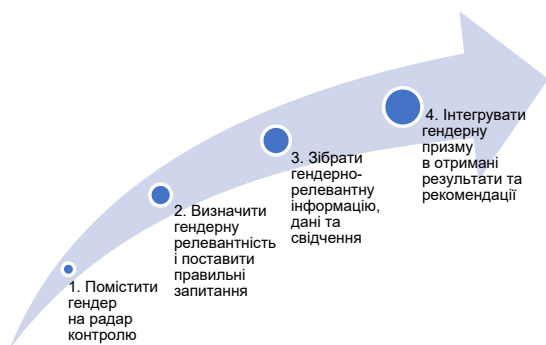 1. Помістити
гендер
на радар
контролю
2. Визначити
гендерну
релевантність
і поставити
правильні
запитання
3. Зібрати
гендерно-
релевантну
інформацію,
дані та
свідчення
4. Інтегрувати
гендерну
призму
в отримані
результати та
рекомендації